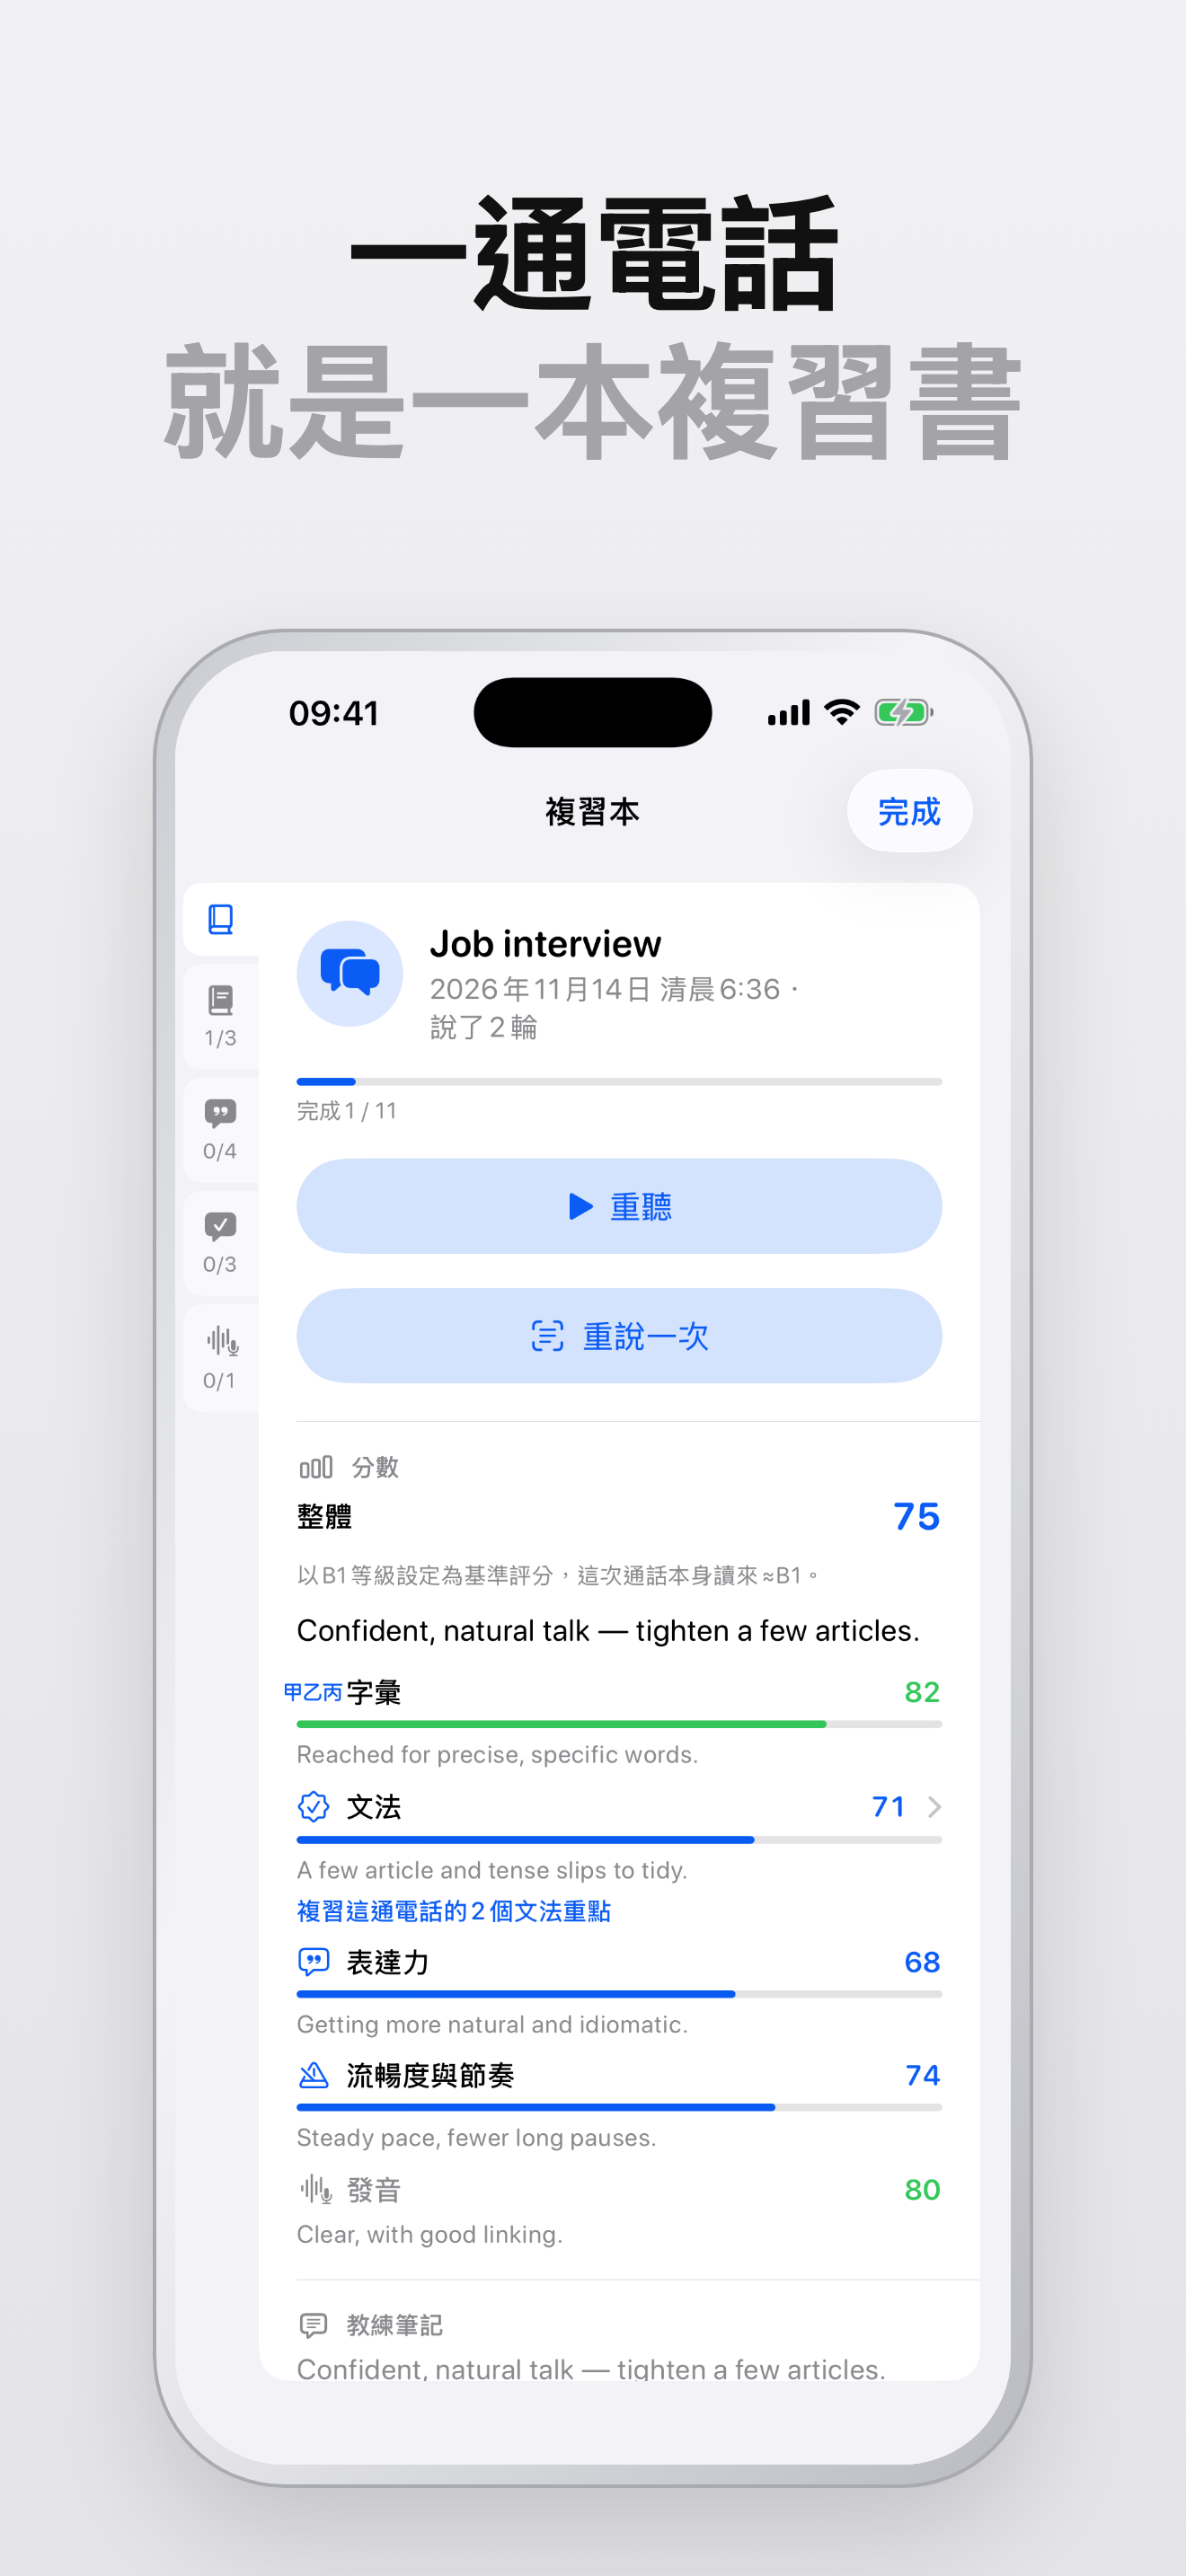 一通電話
就是一本複習書
09:41
複習本
完成
Job interview
2026年11月14日 清晨6:36・
說了2輪
1/3
完成1 / 11
0/4
重聽
0/3
重說一次
0/1
分數
整體
75
以B1等級設定為基準評分，這次通話本身讀來≈B1。
Confident, natural talk — tighten a few articles.
甲乙丙 字彙
82
Reached for precise, specific words.
文法
71
A few article and tense slips to tidy.
複習這通電話的2個文法重點
表達力
68
Getting more natural and idiomatic.
流暢度與節奏
74
Steady pace, fewer long pauses.
發音
80
Clear, with good linking.
教練筆記
Confident, natural talk — tighten a few articles.